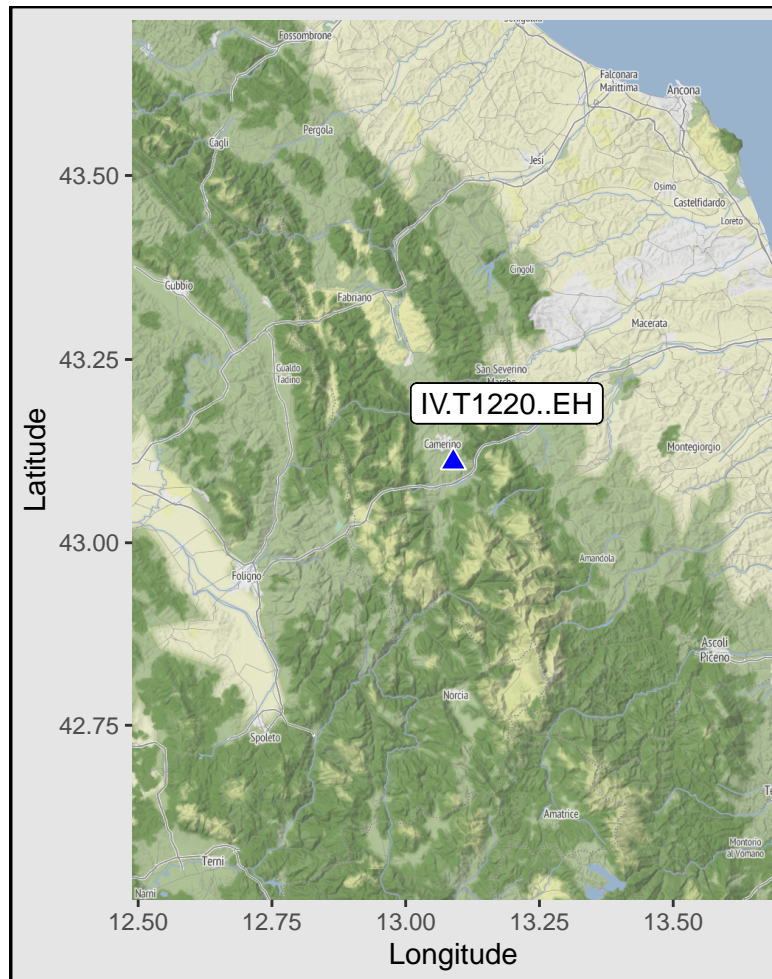 Senigallia
Fossombrone
Falconara
Marittima
Ancona
Pergola
Cagli
Jesi
43.50
Osimo
Castelfidardo
Loreto
Cingoli
Gubbio
Fabriano
Macerata
43.25
Gualdo
Tadino
San Severino
Marche
IV.T1220..EH
Camerino
Montegiorgio
Latitude
43.00
Amandola
Foligno
Ascoli
Piceno
Norcia
42.75
Spoleto
Amatrice
Montorio
al Vomano
Terni
Narni
12.50 12.75 13.00 13.25 13.50
Longitude